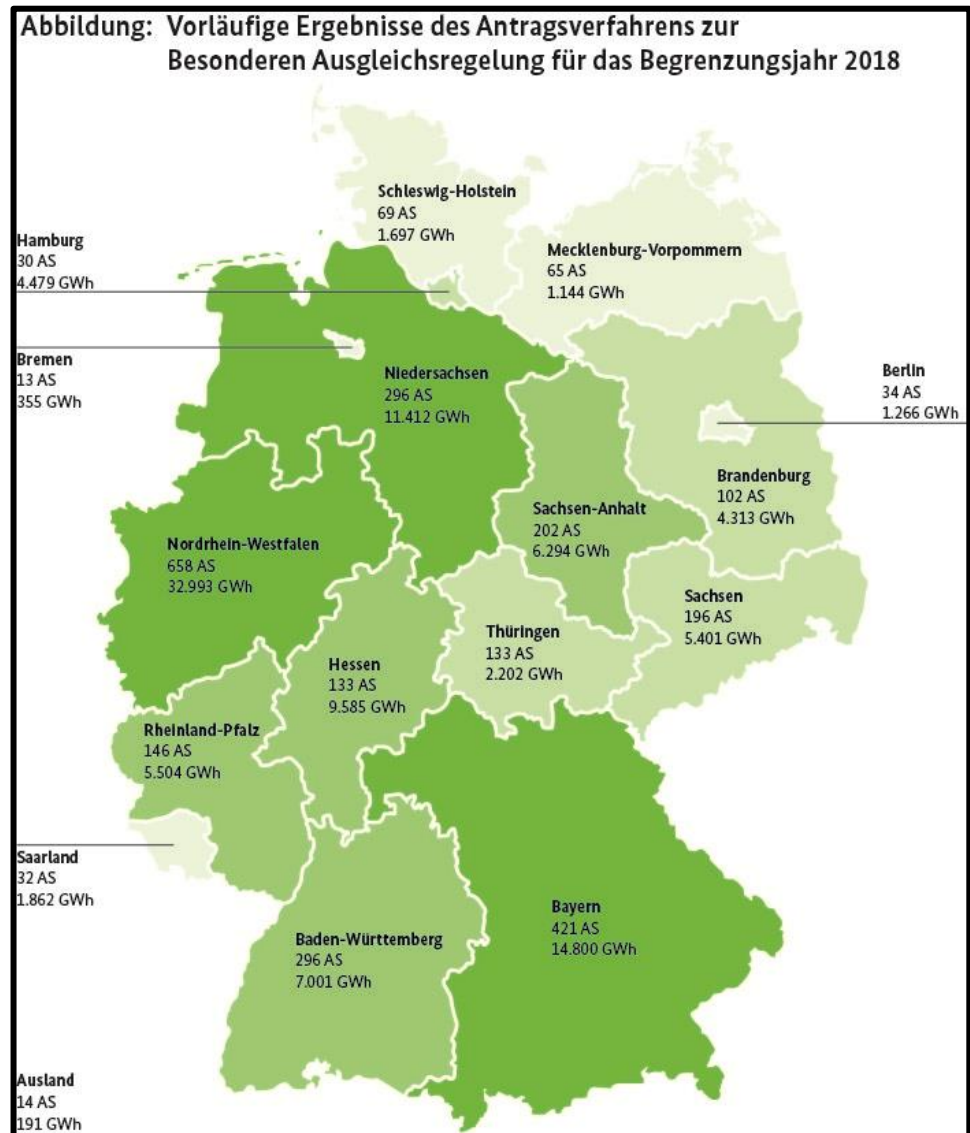 Abbildung: Vorläufige Ergebnisse des Antragsverfahrens zur
Besonderen Ausgleichsregelung für das Begrenzungsjahr 2018
Schleswig-Holstein
69 AS
1.697 GWh
Hamburg
30 AS
4.479 GWh
Mecklenburg-Vorpommern
65 AS
1.144 GWh
Bremen
13 AS
355 GWh
Niedersachsen
296 AS
11.412 GWh
Berlin
34 AS
1.266 GWh
Brandenburg
102 AS
4.313 GWh
Sachsen-Anhalt
202 AS
6.294 GWh
Nordrhein-Westfalen
658 AS
32.993 GWh
Sachsen
196 AS
5.401 GWh
Thüringen
133 AS
2.202 GWh
Hessen
133 AS
9.585 GWh
Rheinland-Pfalz
146 AS
5.504 GWh
Saarland
32 AS
1.862 GWh
Bayern
421 AS
14.800 GWh
Baden-Württemberg
296 AS
7.001 GWh
Ausland
14 AS
191 GWh